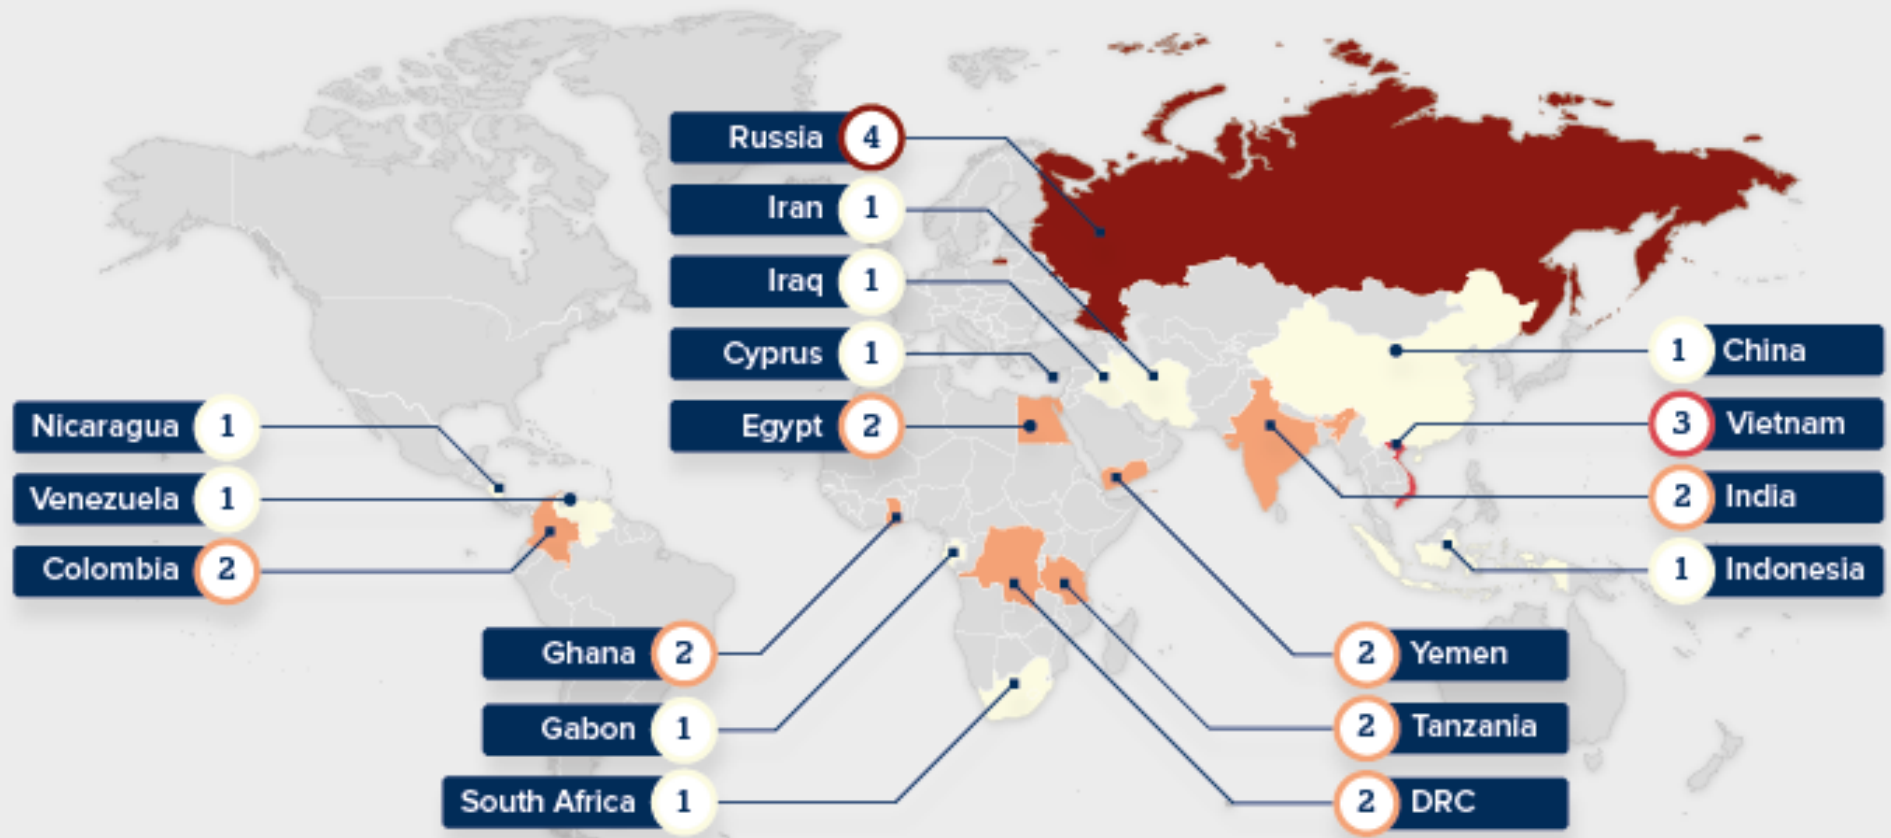 Russia 4
Iran 1
Iraq 1
Cyprus 1
Egypt 2
Nicaragua 1
Venezuela 1
Colombia 2
Ghana 2
Gabon 1
South Africa 1
1 China
3 Vietnam
2 India
1 Indonesia
2 Yemen
2 Tanzania
2 DRC